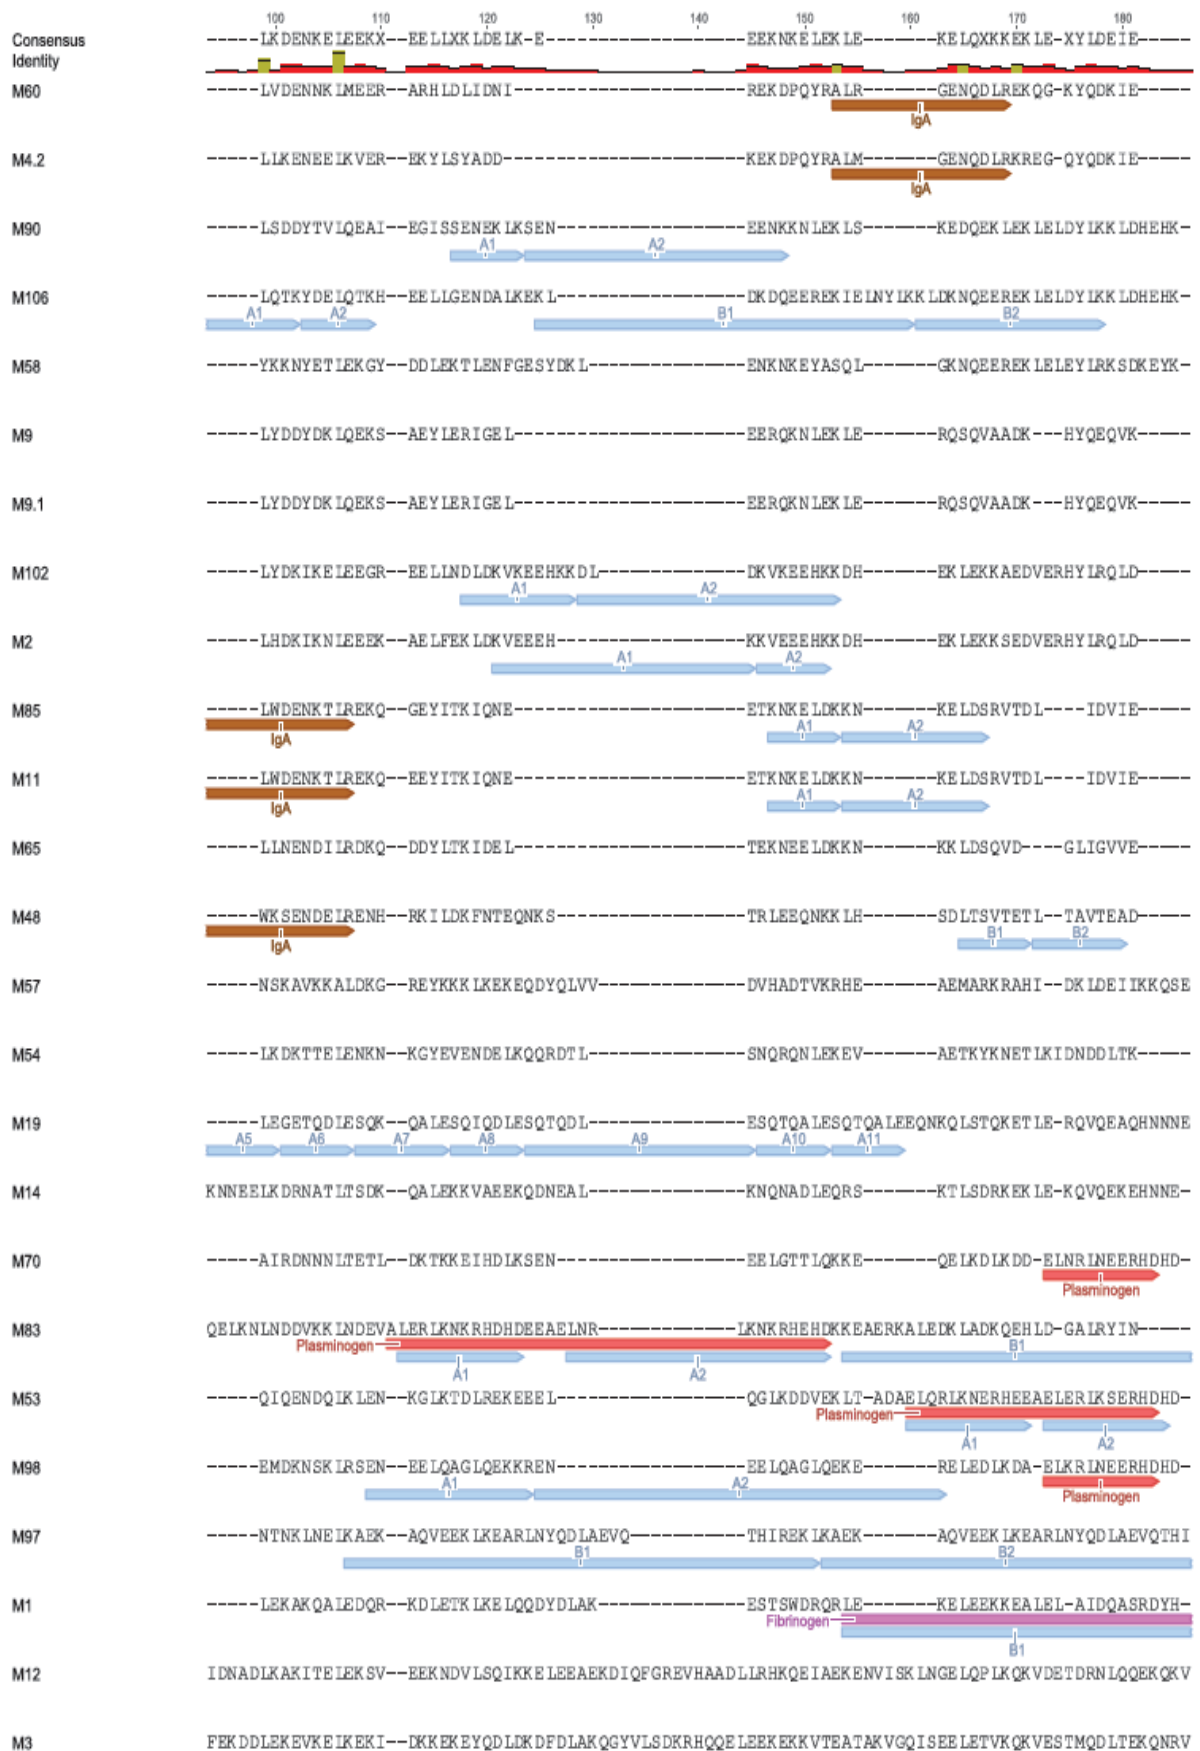 100 110 120 130 140 150 160 170 180
Consensus -----LKDENKELEEKX--EELLXKLDELK-E-------------------EEKNKELEKLE-------KELQXKKEKLE-XYLDEIE-----
Identity
M60 -----LVDENNKLMEER--ARHLDLIDNI----------------------REKDPQYRALR-------GENQDLREKQG-KYQDKIE-----
IgA
M4.2 -----LLKENEELKVER--EKYLSYADD-----------------------KEKDPQYRALM-------GENQDLRKREG-QYQDKIE-----
IgA
M90 -----LSDDYTVLQEAI--EGISSENEKLKSEN------------------EENKKNLEKLS-------KEDQEKLEKLELDYLKKLDHEHK-
A1 A2
M106 -----LQTKYDELQTKH--EELLGENDALKEKL------------------DKDQEEREKIELNYLKKLDKNQEEREKLELDYLKKLDHEHK-
A1 A2 B1 B2
M58 -----YKKNYETLEKGY--DDLEKTLENFGESYDKL---------------ENKNKEYASQL-------GKNQEEREKLELEYLRKSDKEYK-
M9 -----LYDDYDKLQEKS--AEYLERIGEL----------------------EERQKNLEKLE-------RQSQVAADK---HYQEQVK-----
M9.1 -----LYDDYDKLQEKS--AEYLERIGEL----------------------EERQKNLEKLE-------RQSQVAADK---HYQEQVK-----
M102 -----LYDKIKELEEGR--EELLNDLDKVKEEHKKDL--------------DKVKEEHKKDH-------EKLEKKAEDVERHYLRQLD-----
A1 A2
M2 -----LHDKIKNLEEEK--AELFEKLDKVEEEH------------------KKVEEEHKKDH-------EKLEKKSEDVERHYLRQLD-----
A1 A2
M85 -----LWDENKTLREKQ--GEYITKIQNE----------------------ETKNKELDKKN-------KELDSRVTDL----IDVIE-----
IgA A1 A2
M11 -----LWDENKTLREKQ--EEYITKIQNE----------------------ETKNKELDKKN-------KELDSRVTDL----IDVIE-----
IgA A1 A2
M65 -----LLNENDILRDKQ--DDYLTKIDEL----------------------TEKNEELDKKN-------KKLDSQVD----GLIGVVE-----
M48 -----WKSENDELRENH--RKILDKFNTEQNKS------------------TRLEEQNKKLH-------SDLTSVTETL--TAVTEAD-----
IgA B1 B2
M57 -----NSKAVKKALDKG--REYKKKLKEKEQDYQLVV--------------DVHADTVKRHE-------AEMARKRAHI--DKLDEIIKKQSE
M54 -----LKDKTTELENKN--KGYEVENDELKQQRDTL---------------SNQRQNLEKEV-------AETKYKNETLKIDNDDLTK-----
M19 -----LEGETQDLESQK--QALESQIQDLESQTQDL---------------ESQTQALESQTQALEEQNKQLSTQKETLE-RQVQEAQHNNNE
A5 A6 A7 A8 A9 A10 A11
M14 KNNEELKDRNATLTSDK--QALEKKVAEEKQDNEAL---------------KNQNADLEQRS-------KTLSDRKEKLE-KQVQEKEHNNE-
M70 -----AIRDNNNLTETL--DKTKKEIHDLKSEN------------------EELGTTLQKKE-------QELKDLKDD-ELNRLNEERHDHD-
Plasminogen
M83 QELKNLNDDVKKLNDEVALERLKNKRHDHDEEAELNR-------------LKNKRHEHDKKEAERKALEDKLADKQEHLD-GALRYIN-----
Plasminogen B1
A1 A2
M53 -----QIQENDQLKLEN--KGLKTDLREKEEEL------------------QGLKDDVEKLT-ADAELQRLKNERHEEAELERLKSERHDHD-
Plasminogen
A1 A2
M98 -----EMDKNSKLRSEN--EELQAGLQEKKREN------------------EELQAGLQEKE-------RELEDLKDA-ELKRLNEERHDHD-
A1 A2
Plasminogen
M97 -----NTNKLNELKAEK--AQVEEKLKEARLNYQDLAEVQ-----------THIREKLKAEK-------AQVEEKLKEARLNYQDLAEVQTHI
B1 B2
M1 -----LEKAKQALEDQR--KDLETKLKELQQDYDLAK--------------ESTSWDRQRLE-------KELEEKKEALEL-AIDQASRDYH-
Fibrinogen
B1
M12 IDNADLKAKITELEKSV--EEKNDVLSQIKKELEEAEKDIQFGREVHAADLLRHKQEIAEKENVISKLNGELQPLKQKVDETDRNLQQEKQKV
M3 FEKDDLEKEVKELEKEKI--DKKEKEYQDLDKDFDLAKQGYVLSDKRHQQELEEKEKKVTEATAKVGQISEELETVKQKVESTMQDLTEKQNRV